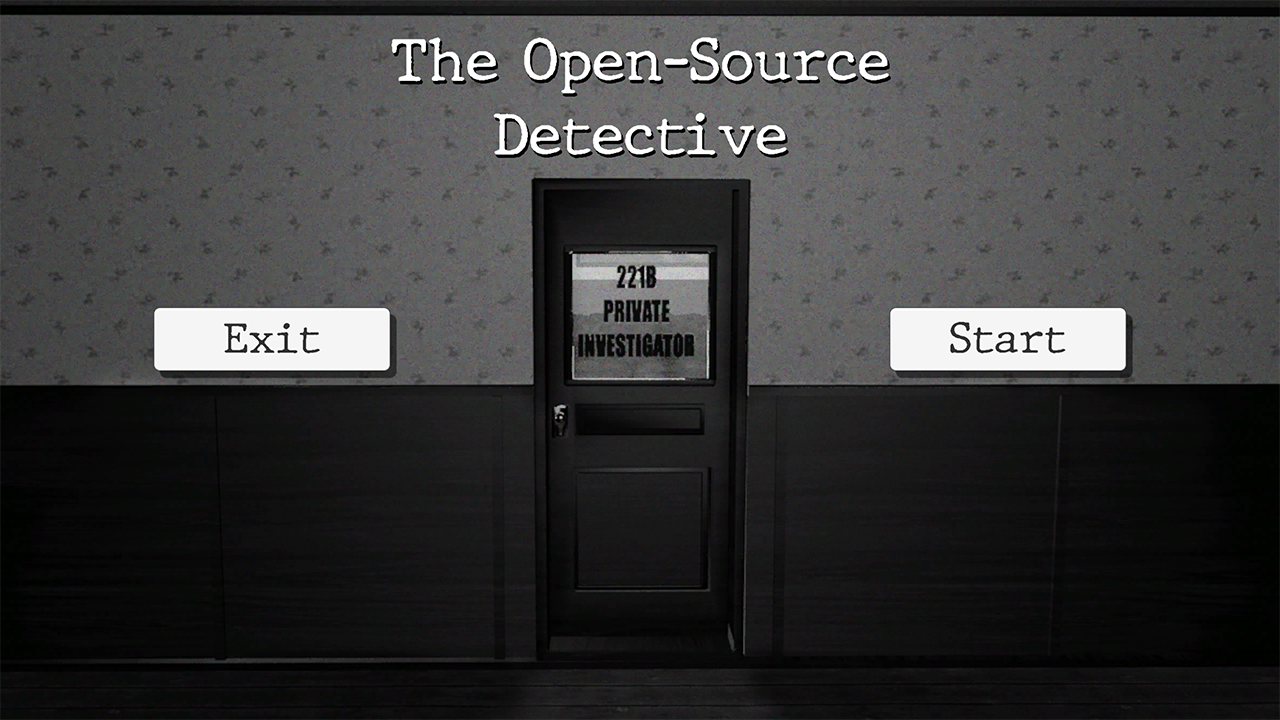 The Open-Source
Detective
221B
PRIVATE
INVESTIGATOR
Exit
Start